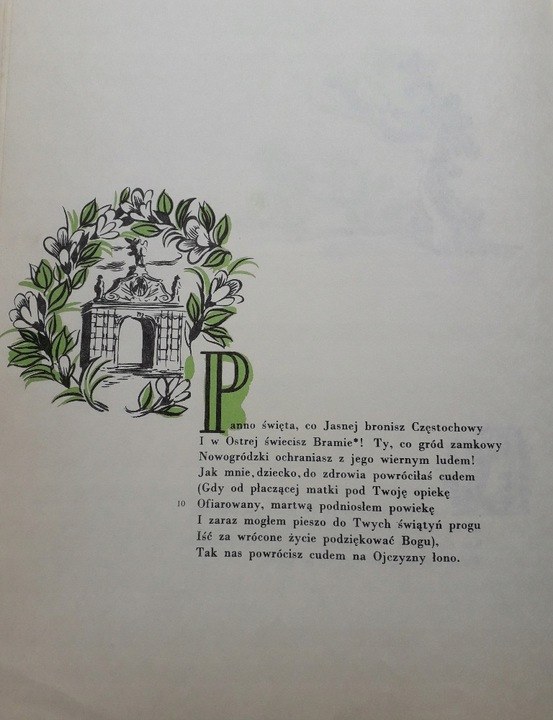 Panno święta, co Jasnej bronisz Częstochowy
I w Ostrej świecisz Bramie*! Ty, co gród zamkowy
Nowogródzki ochraniasz z jego wiernym ludem!
Jak mnie, dziecko, do zdrowia powróciłaś cudem
(Gdy od płaczącej matki pod Twoję opiekę
10 Ofiarowany, martwą podniosłem powiekę
I zaraz mogłem pieszo do Twych świątyń progu
Iść za wrócone życie podziękować Bogu),
Tak nas powrócisz cudem na Ojczyzny łono.